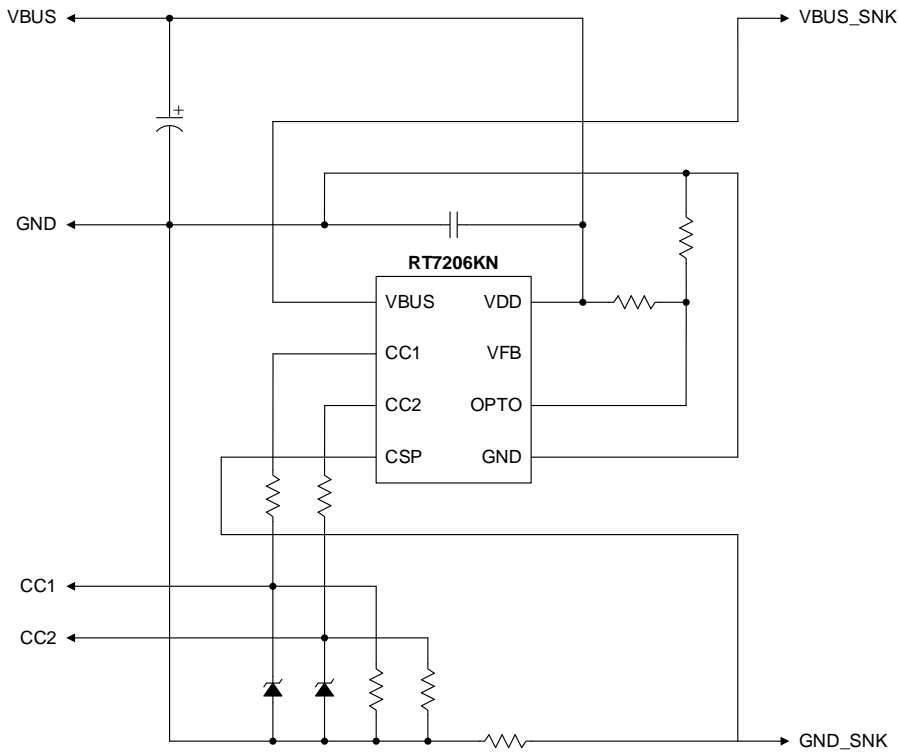 VBUS
VBUS_SNK
+
GND
RT7206KN
VBUS
VDD
CC1
VFB
CC2
OPTO
CSP
GND
CC1
CC2
GND_SNK